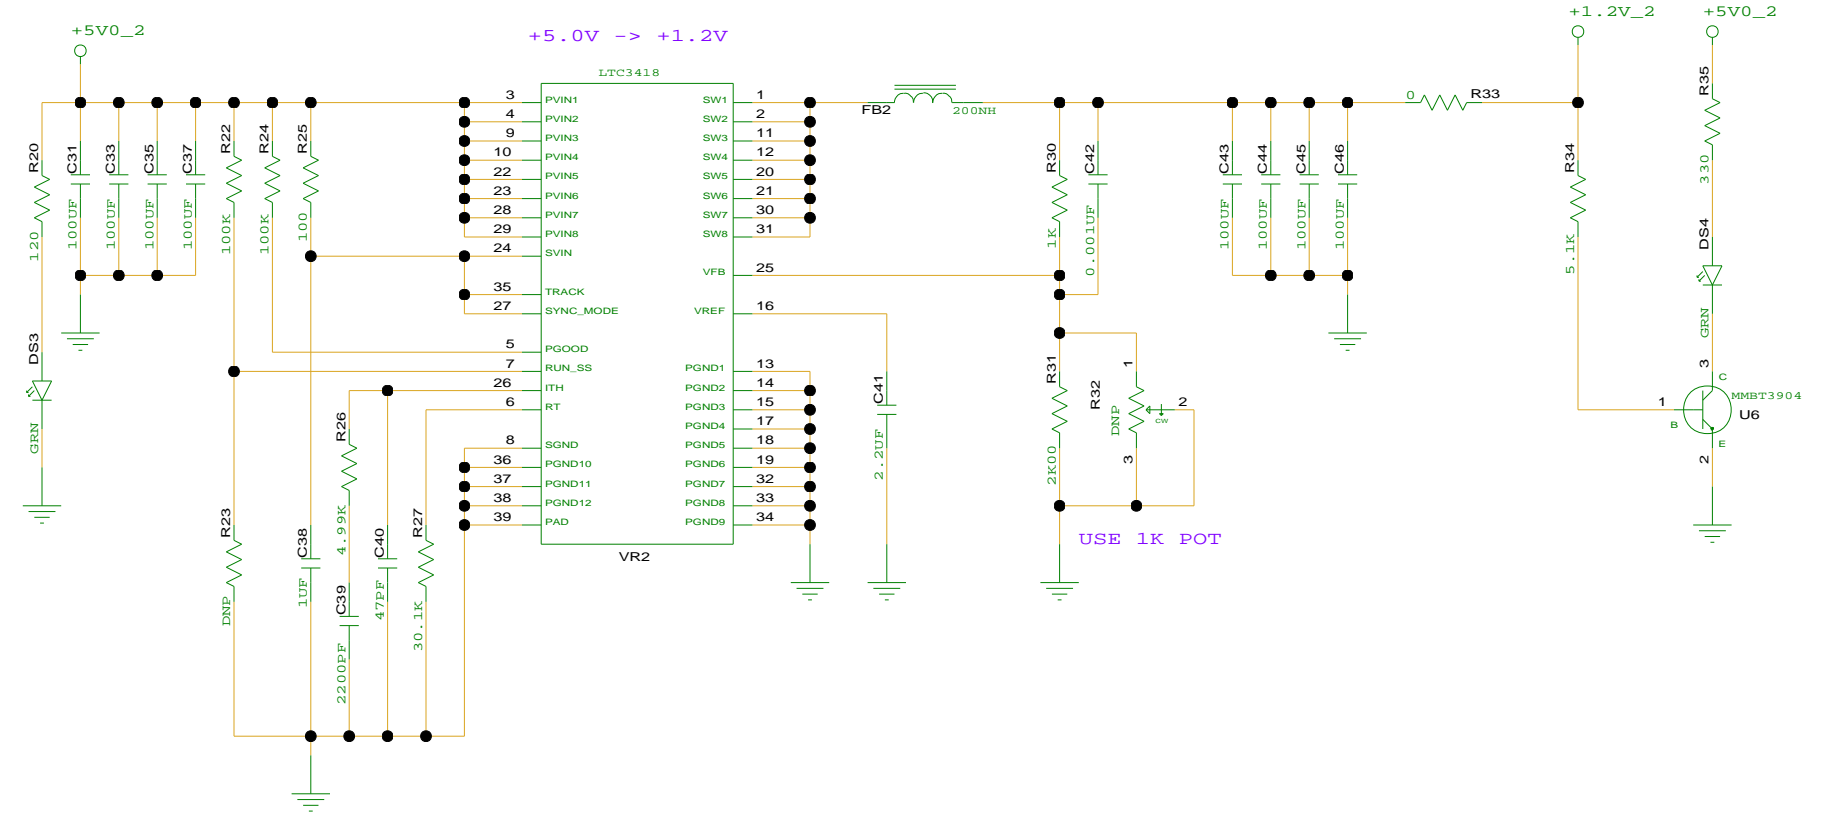 +5V0_2
+5.0V -> +1.2V
+1.2V_2
+5V0_2
LTC3418
R20
120
DS3
GRN
C31
100UF
C33
100UF
C35
100UF
C37
100UF
R22
100K
R24
100K
R25
100
R23
DNP
C38
1UF
R26
4.99K
C39
2200PF
C40
47PF
R27
30.1K
3 PVIN1
4 PVIN2
9 PVIN3
10 PVIN4
22 PVIN5
23 PVIN6
28 PVIN7
29 PVIN8
24 SVIN
35 TRACK
27 SYNC_MODE
5 PGOOD
7 RUN_SS
26 ITH
6 RT
8 SGND
36 PGND10
37 PGND11
38 PGND12
39 PAD
SW1 1
SW2 2
SW3 11
SW4 12
SW5 20
SW6 21
SW7 30
SW8 31
VFB 25
VREF 16
PGND1 13
PGND2 14
PGND3 15
PGND4 17
PGND5 18
PGND6 19
PGND7 32
PGND8 33
PGND9 34
VR2
FB2
200NH
C41
2.2UF
R30
1K
C42
0.001UF
R31
2K00
R32
DNP
1
2
3
CW
USE 1K POT
C43
100UF
C44
100UF
C45
100UF
C46
100UF
0 R33
R34
5.1K
R35
330
DS4
GRN
3
C
MMBT3904
1
B
U6
E
2